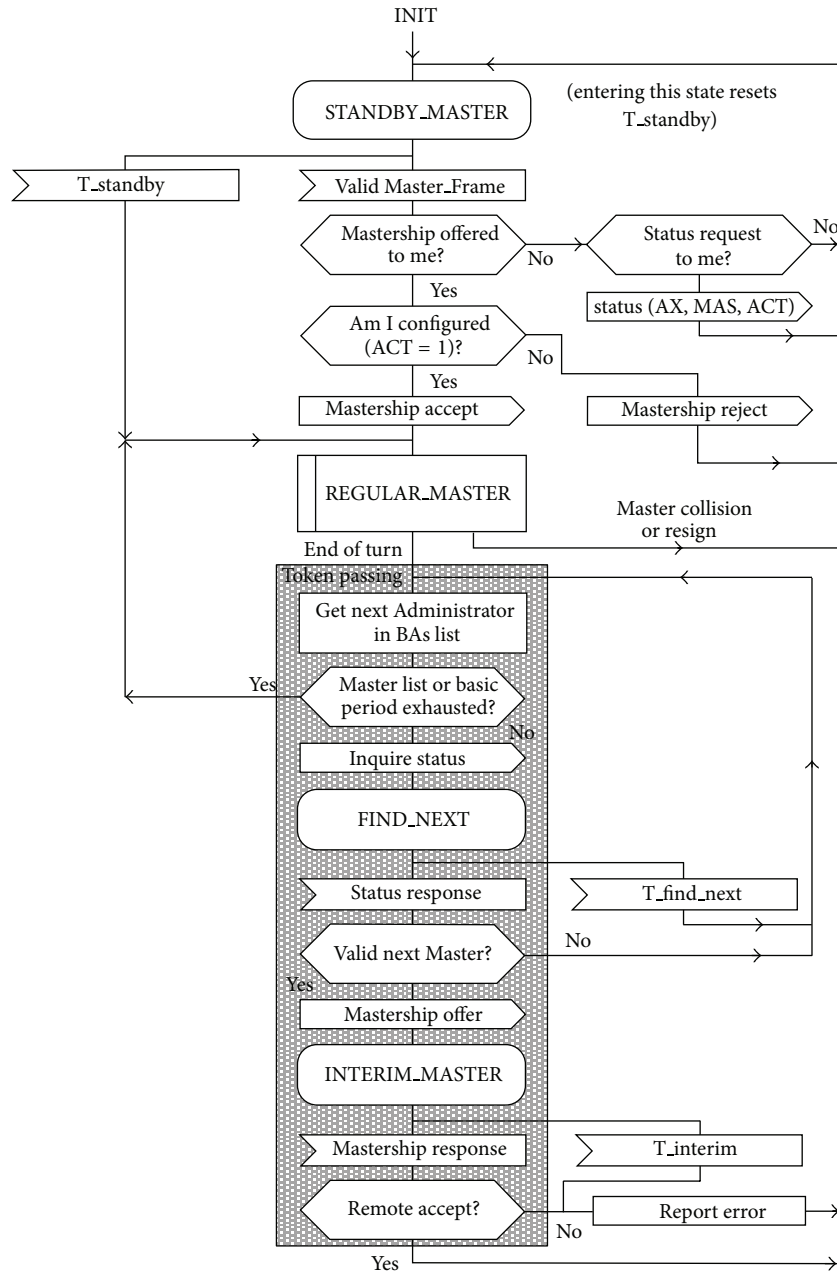 INIT
(entering this state resets
T_standby)
STANDBY_MASTER
T_standby
Valid Master_Frame
Mastership offered
to me?
No
Status request
to me?
No
Yes
status (AX, MAS, ACT)
Am I configured
(ACT = 1)?
No
Yes
Mastership accept
Mastership reject
REGULAR_MASTER
Master collision
or resign
End of turn
Token passing
Get next Administrator
in BAs list
Yes
Master list or basic
period exhausted?
No
Inquire status
FIND_NEXT
Status response
T_find_next
Valid next Master?
No
Yes
Mastership offer
INTERIM_MASTER
Mastership response
T_interim
Remote accept?
No
Report error
Yes